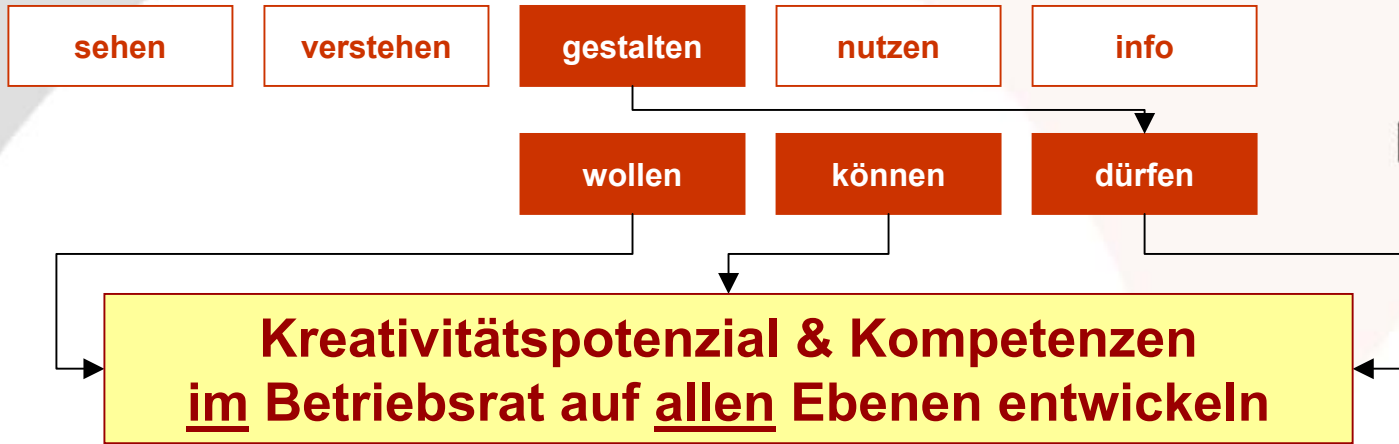 sehen verstehen gestalten nutzen info
wollen können dürfen
Kreativitätspotenzial & Kompetenzen
im Betriebsrat auf allen Ebenen entwickeln